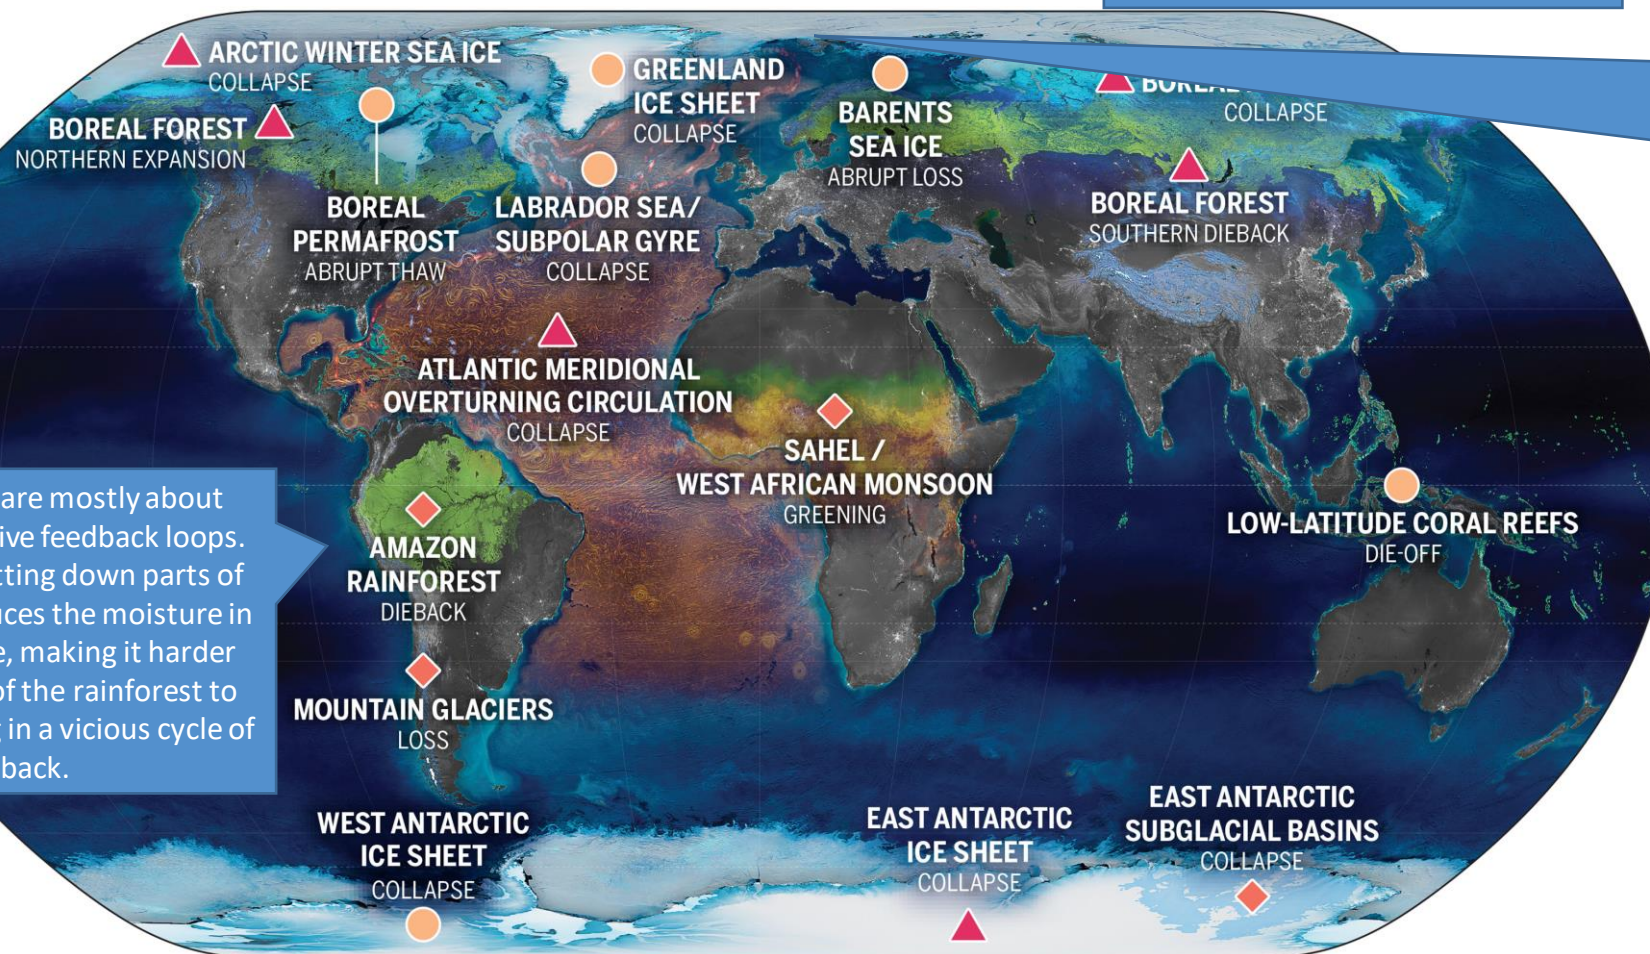 ARCTIC WINTER SEA ICE
COLLAPSE
GREENLAND
ICE SHEET
COLLAPSE
BARENTS
SEA ICE
ABRUPT LOSS
BOREAL
COLLAPSE
BOREAL FOREST
NORTHERN EXPANSION
BOREAL
PERMAFROST
ABRUPT THAW
LABRADOR SEA/
SUBPOLAR GYRE
COLLAPSE
BOREAL FOREST
SOUTHERN DIEBACK
ATLANTIC MERIDIONAL
OVERTURNING CIRCULATION
COLLAPSE
SAHEL /
WEST AFRICAN MONSOON
GREENING
LOW-LATITUDE CORAL REEFS
DIE-OFF
are mostly about
ive feedback loops.
tting down parts of
uces the moisture in
e, making it harder
of the rainforest to
g in a vicious cycle of
back.
AMAZON
RAINFOREST
DIEBACK
MOUNTAIN GLACIERS
LOSS
WEST ANTARCTIC
ICE SHEET
COLLAPSE
EAST ANTARCTIC
ICE SHEET
COLLAPSE
EAST ANTARCTIC
SUBGLACIAL BASINS
COLLAPSE